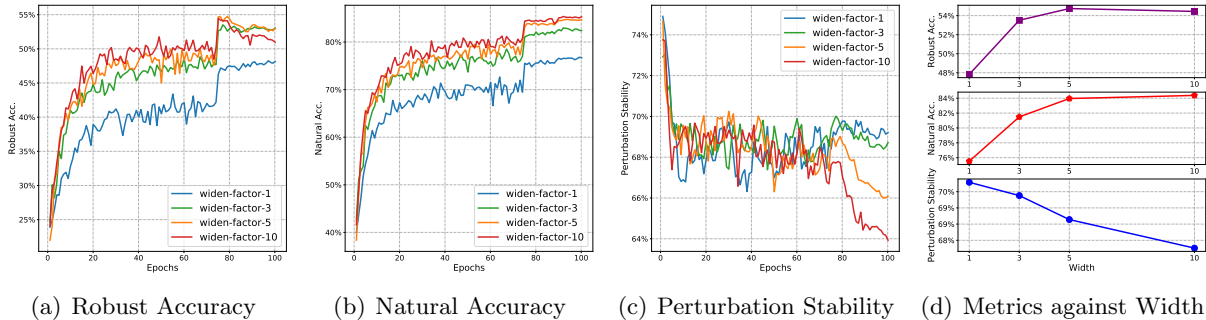 55%
50%
45%
40%
35%
30%
25%
Robust Acc.
0
20
40
60
80
100
Epochs
widen-factor-1
widen-factor-3
widen-factor-5
widen-factor-10
(a) Robust Accuracy
80%
70%
60%
50%
40%
Natural Acc.
0
20
40
60
80
100
Epochs
widen-factor-1
widen-factor-3
widen-factor-5
widen-factor-10
(b) Natural Accuracy
74%
72%
70%
68%
66%
64%
Perturbation Stability
0
20
40
60
80
100
Epochs
widen-factor-1
widen-factor-3
widen-factor-5
widen-factor-10
(c) Perturbation Stability
54%
52%
50%
48%
Robust Acc.
1
3
5
10
84%
82%
80%
78%
76%
Natural Acc.
1
3
5
10
70%
69%
68%
Perturbation Stability
1
3
5
10
Width
(d) Metrics against Width